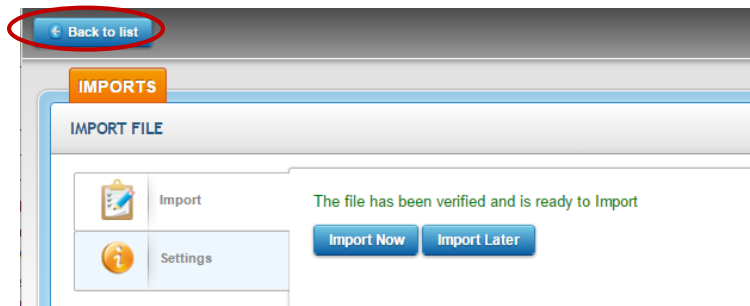 Back to list
IMPORTS
IMPORT FILE
Import
The file has been verified and is ready to Import
Import Now Import Later
Settings